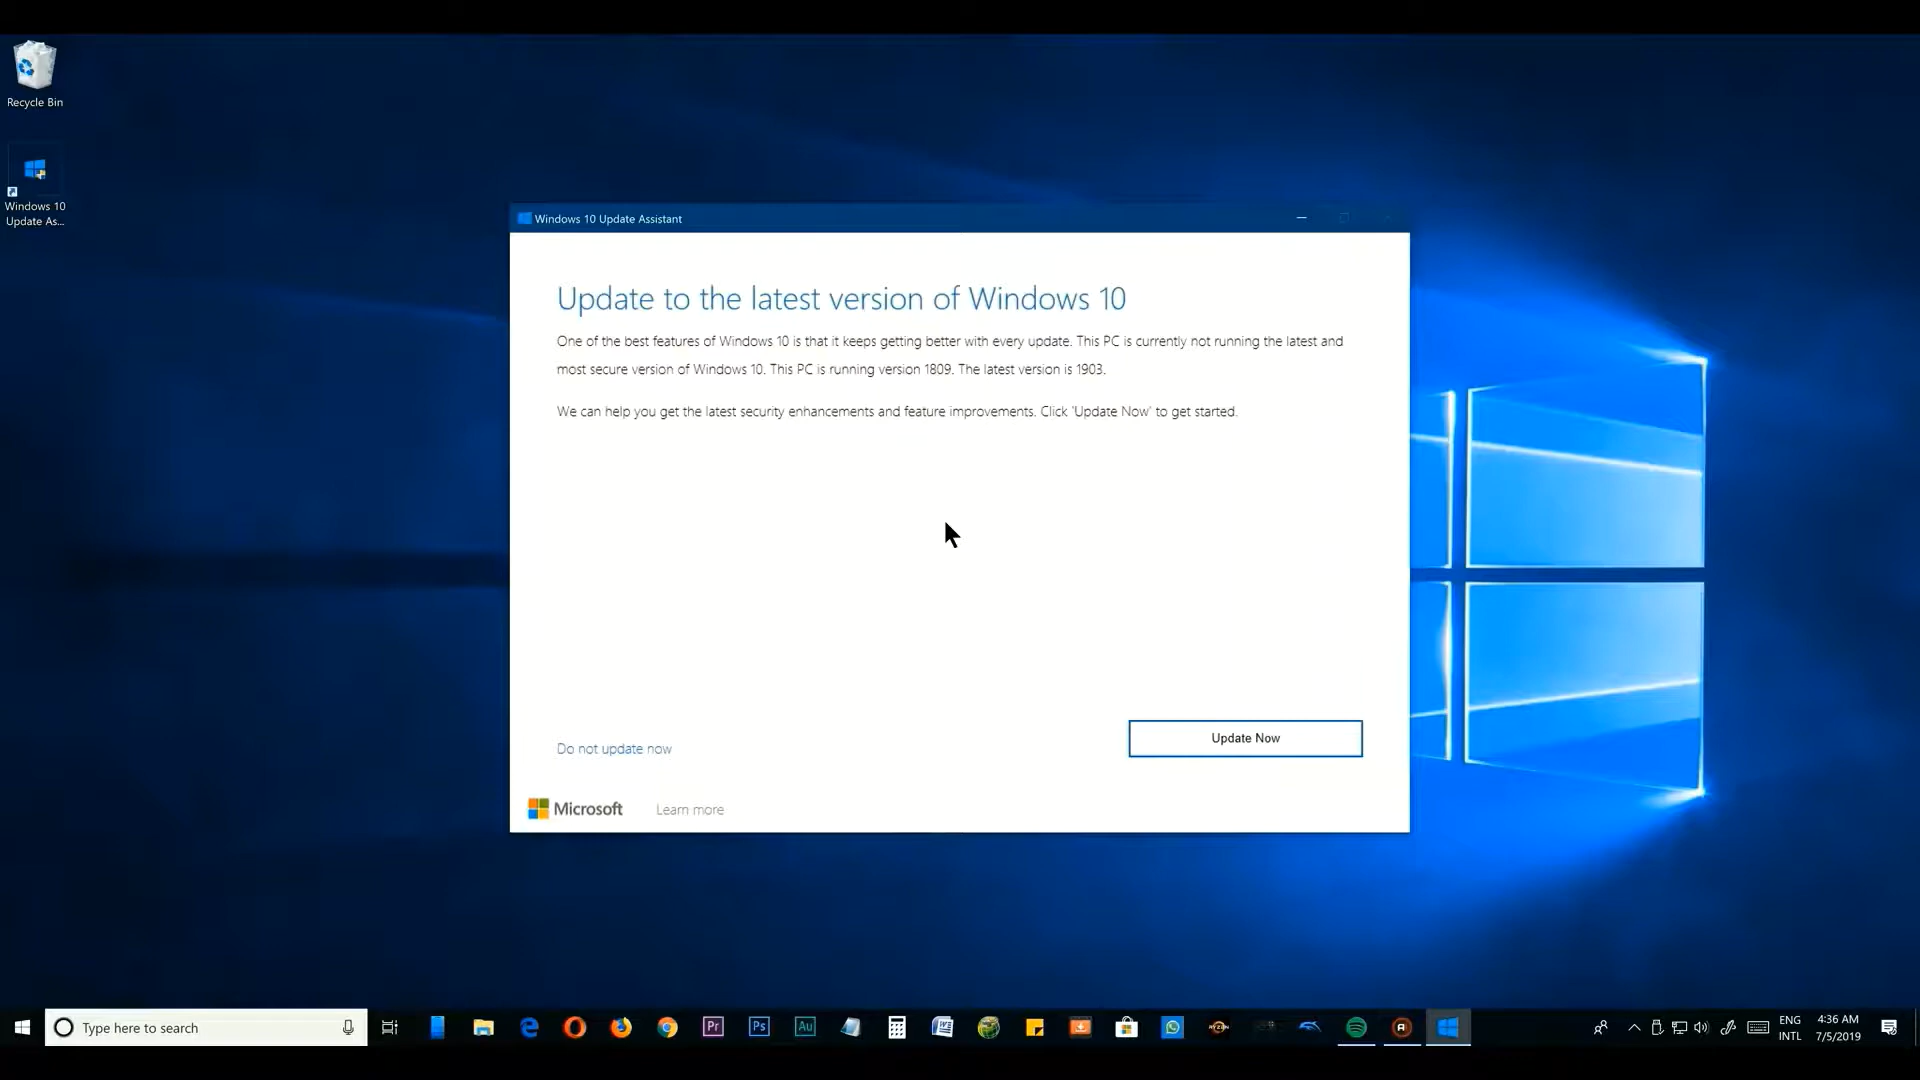 Recycle Bin
Windows 10
Update As...
Windows 10 Update Assistant
Update to the latest version of Windows 10
One of the best features of Windows 10 is that it keeps getting better with every update. This PC is currently not running the latest and
most secure version of Windows 10. This PC is running version 1809. The latest version is 1903.
We can help you get the latest security enhancements and feature improvements. Click 'Update Now' to get started.
Do not update now
Update Now
Microsoft
Learn more
Type here to search
Pr
Ps
Au
RYZEN
ENG
INTL
4:36 AM
7/5/2019